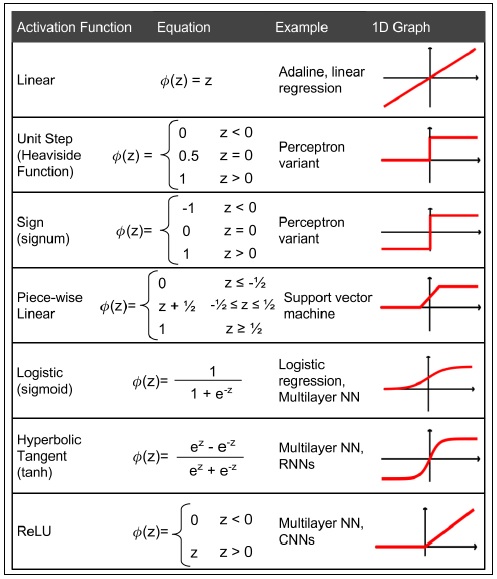 Activation Function Equation Example 1D Graph
Linear
φ(z) = z
Adaline, linear
regression
Unit Step
(Heaviside
Function)
φ(z) =
0 z < 0
0.5 z = 0
1 z > 0
Perceptron
variant
Sign
(signum)
φ(z)=
-1 z < 0
0 z = 0
1 z > 0
Perceptron
variant
Piece-wise
Linear
φ(z)=
0 z ≤ -½
z + ½ -½ ≤ z ≤ ½
1 z ≥ ½
Support vector
machine
Logistic
(sigmoid)
φ(z)=
1
1 + e^-z
Logistic
regression,
Multilayer NN
Hyperbolic
Tangent
(tanh)
φ(z)=
e^z - e^-z
e^z + e^-z
Multilayer NN,
RNNs
ReLU
φ(z)=
0 z < 0
z z > 0
Multilayer NN,
CNNs